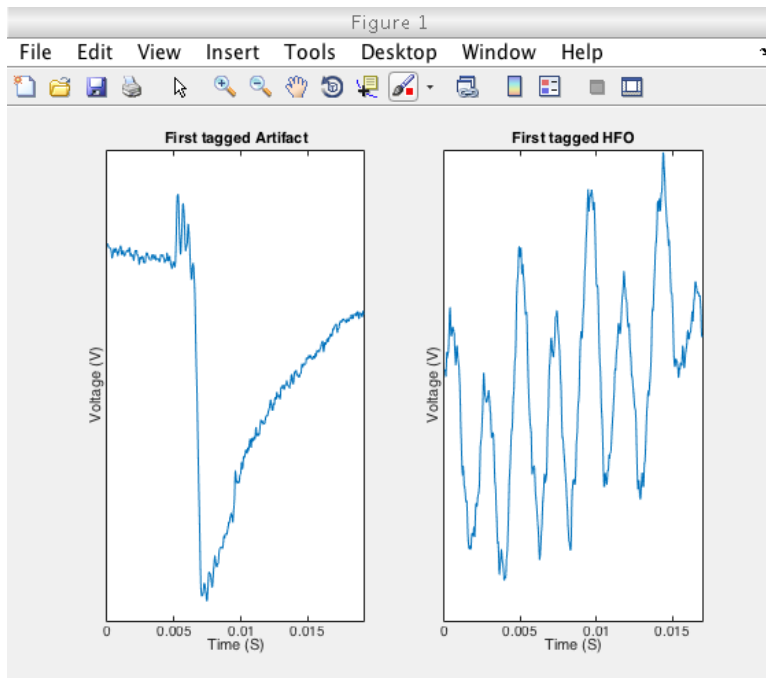 Figure 1
File Edit View Insert Tools Desktop Window Help
First tagged Artifact
Voltage (V)
0 0.005 0.01 0.015
Time (S)
First tagged HFO
Voltage (V)
0 0.005 0.01 0.015
Time (S)